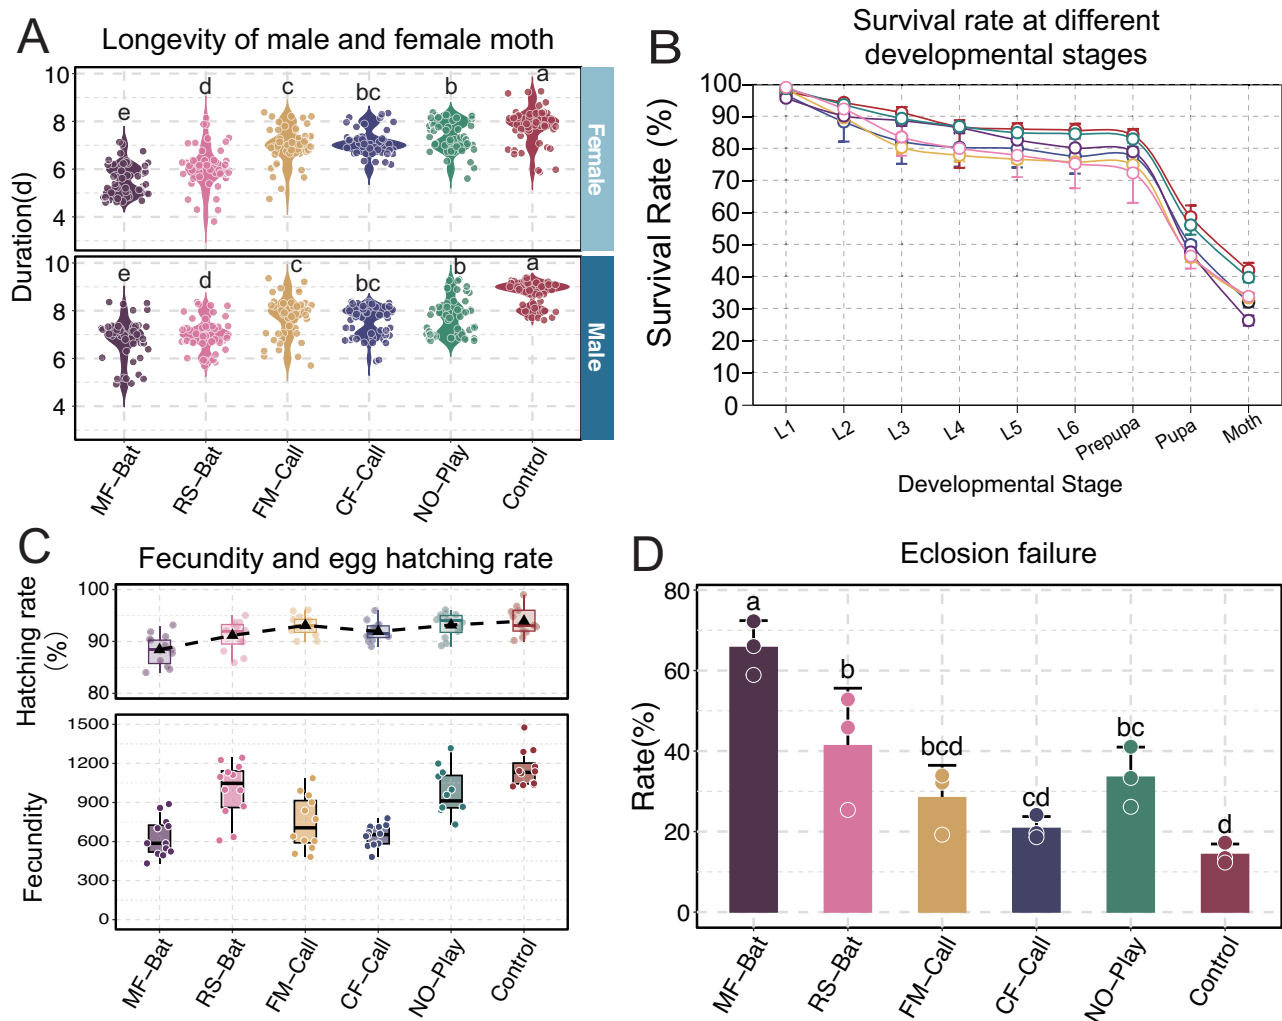 A
Longevity of male and female moth
Duration(d)
10
8
6
4
e
d
c
bc
b
a
Female
10
8
6
4
e
d
c
bc
b
a
Male
MF-Bat
RS-Bat
FM-Call
CF-Call
NO-Play
Control
B
Survival rate at different
developmental stages
Survival Rate (%)
100
90
80
70
60
50
40
30
20
10
0
L1
L2
L3
L4
L5
L6
Prepupa
Pupa
Moth
Developmental Stage
C
Fecundity and egg hatching rate
Hatching rate
(%)
100
90
80
Fecundity
1500
1200
900
600
300
0
MF-Bat
RS-Bat
FM-Call
CF-Call
NO-Play
Control
D
Eclosion failure
Rate(%)
80
60
40
20
0
a
b
bcd
cd
bc
d
MF-Bat
RS-Bat
FM-Call
CF-Call
NO-Play
Control